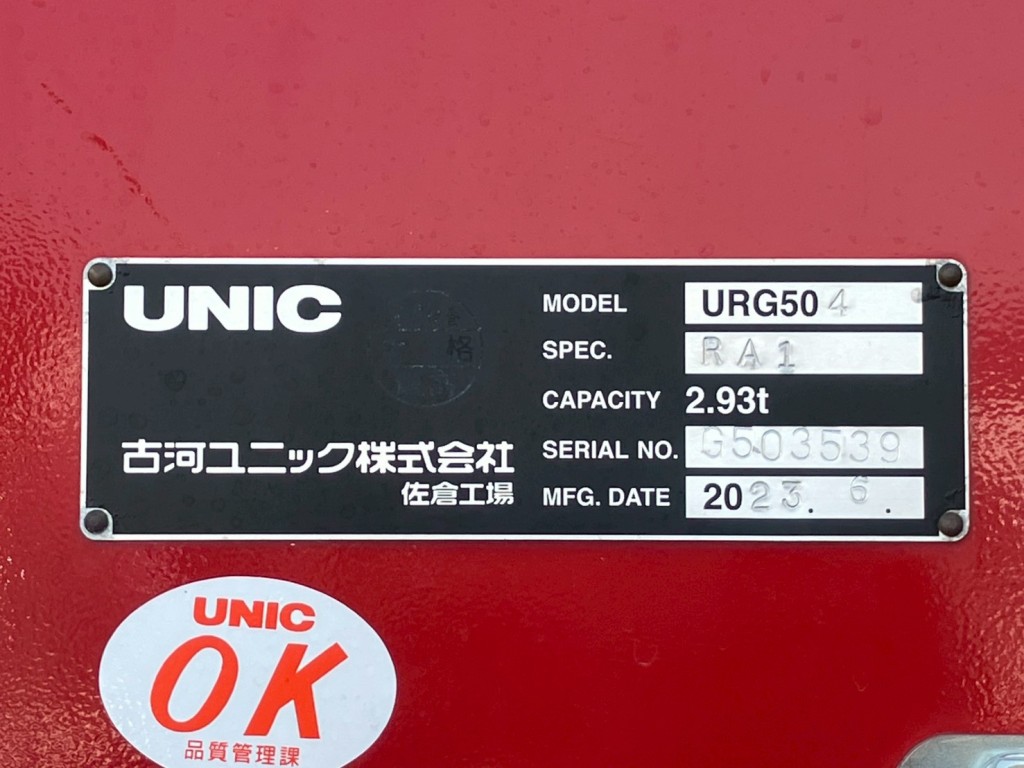 UNIC
MODEL URG504
SPEC. RA1
CAPACITY 2.93t
SERIAL NO. G503539
MFG. DATE 2023. 6.
古河ユニック株式会社
佐倉工場
格
UNIC
OK
品質管理課